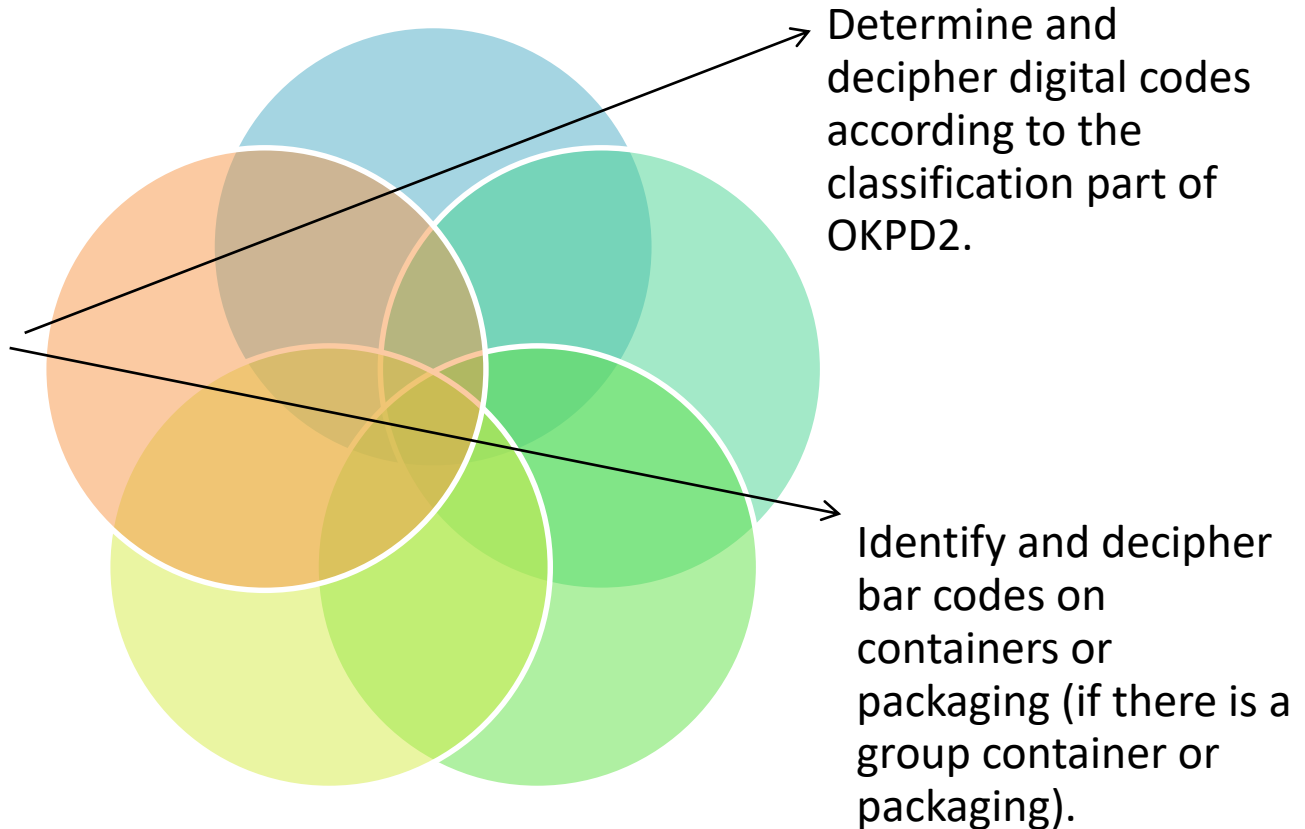 Determine and
decipher digital codes
according to the
classification part of
OKPD2.
Identify and decipher
bar codes on
containers or
packaging (if there is a
group container or
packaging).